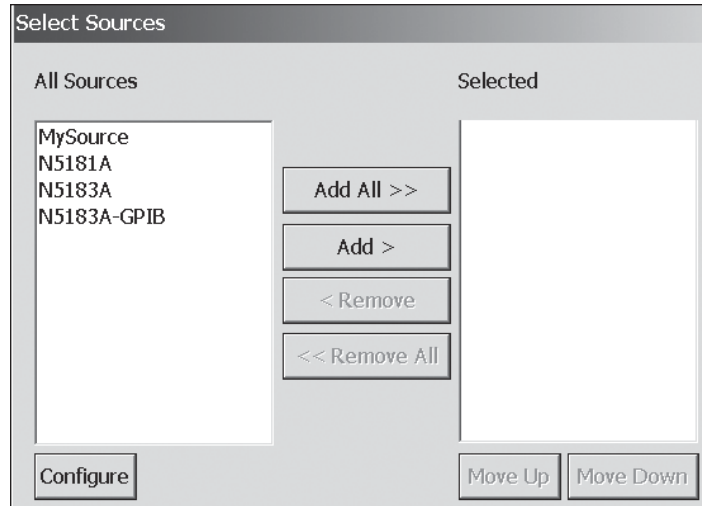 Select Sources
All Sources
Selected
MySource
N5181A
N5183A
N5183A-GPIB
Add All >>
Add >
< Remove
<< Remove All
Configure
Move Up
Move Down